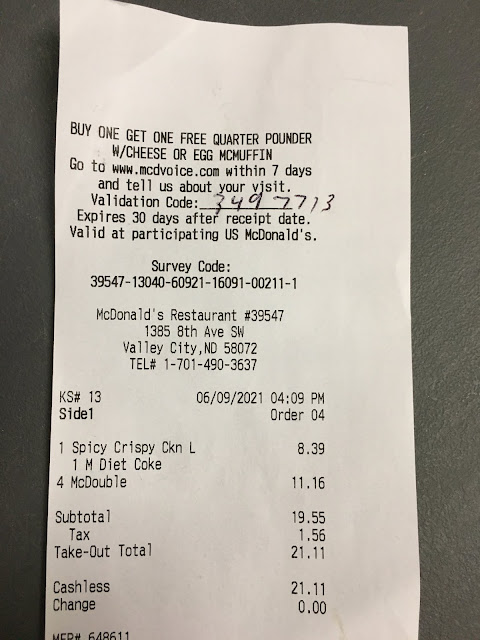 BUY ONE GET ONE FREE QUARTER POUNDER
W/CHEESE OR EGG MCMUFFIN
Go to www.mcdvoice.com within 7 days
and tell us about your visit.
Validation Code: 3497713
Expires 30 days after receipt date.
Valid at participating US McDonald's.
Survey Code:
39547-13040-60921-16091-00211-1
McDonald's Restaurant #39547
1385 8th Ave SW
Valley City,ND 58072
TEL# 1-701-490-3637
KS# 13 06/09/2021 04:09 PM
Side1 Order 04
1 Spicy Crispy Ckn L 8.39
1 M Diet Coke
4 McDouble 11.16
Subtotal 19.55
Tax 1.56
Take-Out Total 21.11
Cashless 21.11
Change 0.00
MER# 648611